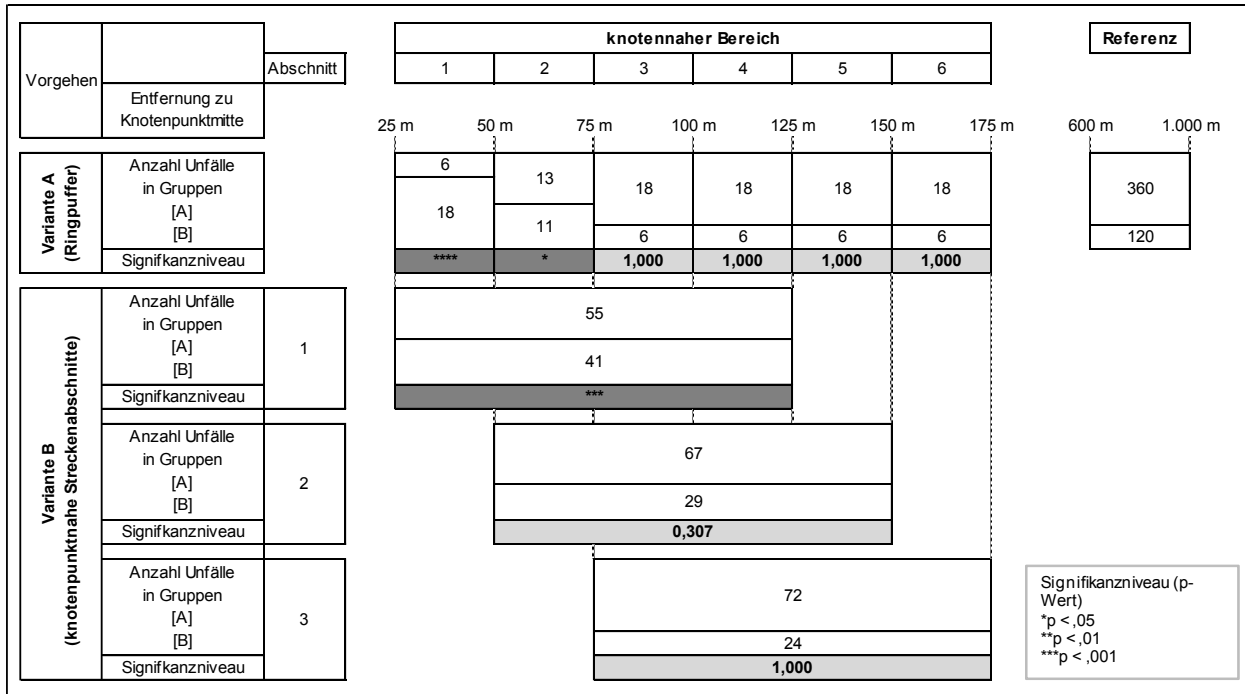 knotennaher Bereich
Referenz
Vorgehen
Abschnitt
1 2 3 4 5 6
Entfernung zu
Knotenpunktmitte
25 m 50 m 75 m 100 m 125 m 150 m 175 m 600 m 1.000 m
Variante A
(Ringpuffer)
Anzahl Unfälle
in Gruppen
[A]
[B]
6 13 18 18 18 18 360
18 11 6 6 6 6 120
Signifkanzniveau
**** * 1,000 1,000 1,000 1,000
Variante B
(knotenpunktnahe Streckenabschnitte)
Anzahl Unfälle
in Gruppen
[A]
[B]
1
55
41
Signifkanzniveau
***
Anzahl Unfälle
in Gruppen
[A]
[B]
2
67
29
Signifkanzniveau
0,307
Anzahl Unfälle
in Gruppen
[A]
[B]
3
72
24
Signifkanzniveau
1,000
Signifikanzniveau (p-
Wert)
*p < ,05
**p < ,01
***p < ,001